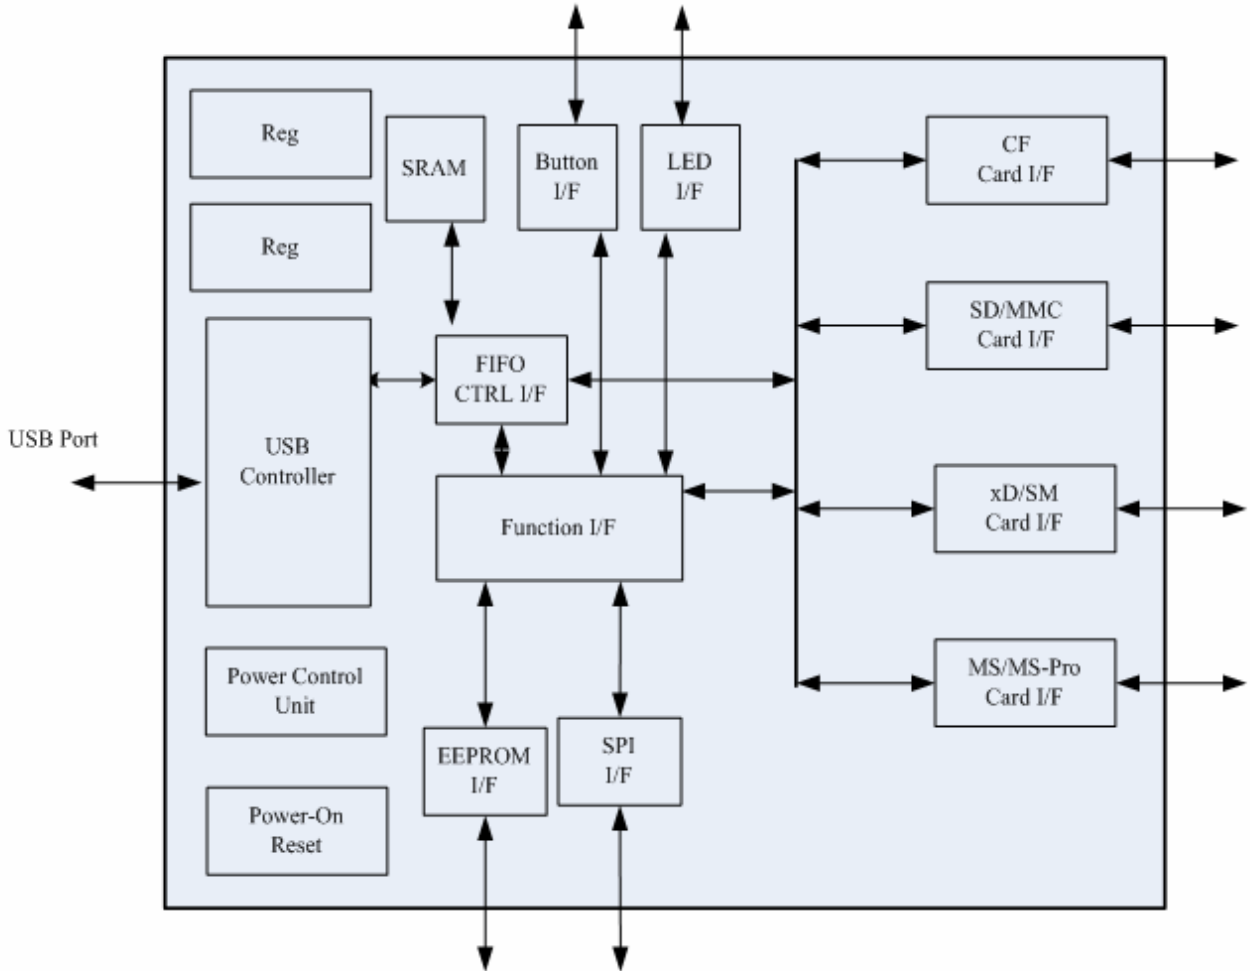 Reg
SRAM
Button
I/F
LED
I/F
CF
Card I/F
Reg
SD/MMC
Card I/F
FIFO
CTRL I/F
USB Port
USB
Controller
Function I/F
xD/SM
Card I/F
Power Control
Unit
MS/MS-Pro
Card I/F
EEPROM
I/F
SPI
I/F
Power-On
Reset